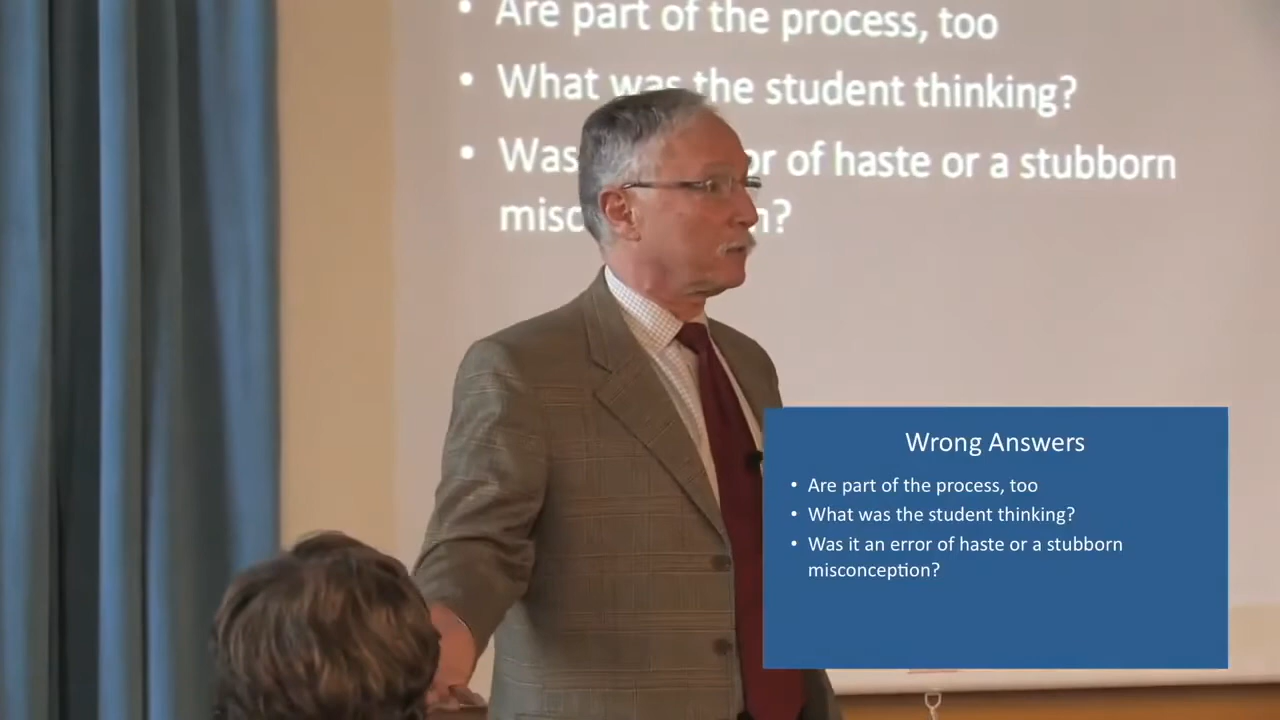 Are part of the process, too
What was the student thinking?
Was or of haste or a stubborn
misc n?
Wrong Answers
• Are part of the process, too
• What was the student thinking?
• Was it an error of haste or a stubborn
misconception?